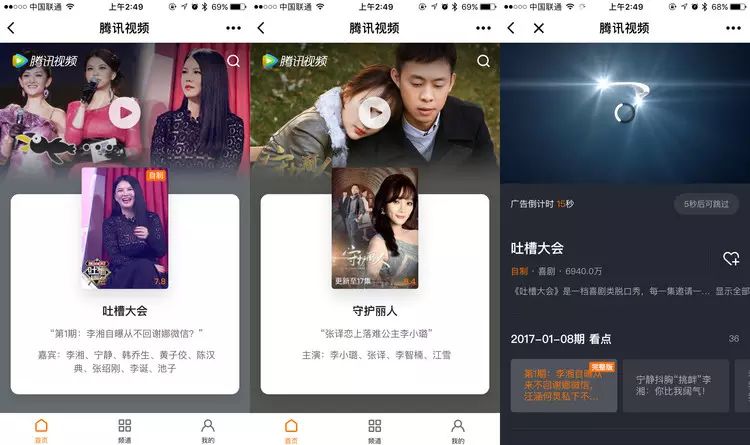 中国联通
上午2:49
69%
腾讯视频
腾讯视频
自制
吐槽
7.8
吐槽大会
“第1期：李湘自曝从不回谢娜微信？”
嘉宾：李湘、宁静、韩乔生、黄子佼、陈汉
典、张绍刚、李诞、池子
首页
频道
我的
中国联通
上午2:49
68%
腾讯视频
腾讯视频
守护丽人
更新至17集
8.4
守护丽人
“张译恋上落难公主李小璐”
主演：李小璐、张译、李智楠、江雪
首页
频道
我的
中国联通
上午2:49
68%
腾讯视频
广告倒计时 15秒
5秒后可跳过
吐槽大会
自制 · 喜剧 · 6940.0万
《吐槽大会》是一档喜剧类脱口秀，每一集邀请一... 显示全部
2017-01-08期 看点
36
完整版
第1期：李湘自曝从
来不回谢娜微信，
汪涵何炅私下不...
宁静抖胸“挑衅”李
湘：你比我阔气！